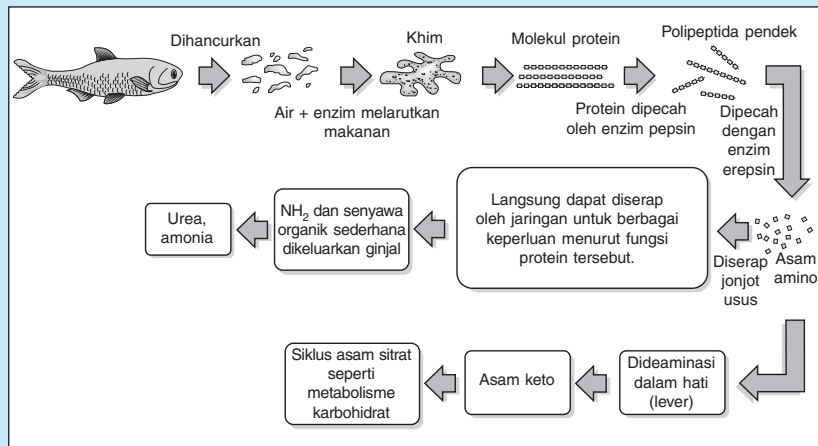 Dihancurkan
Air + enzim melarutkan
makanan
Khim
Molekul protein
Protein dipecah
oleh enzim pepsin
Polipeptida pendek
Dipecah
dengan
enzim
erepsin
Asam
amino
Diserap
jonjot
usus
Langsung dapat diserap
oleh jaringan untuk berbagai
keperluan menurut fungsi
protein tersebut.
NH₂ dan senyawa
organik sederhana
dikeluarkan ginjal
Urea,
amonia
Dideaminasi
dalam hati
(lever)
Asam keto
Siklus asam sitrat
seperti
metabolisme
karbohidrat